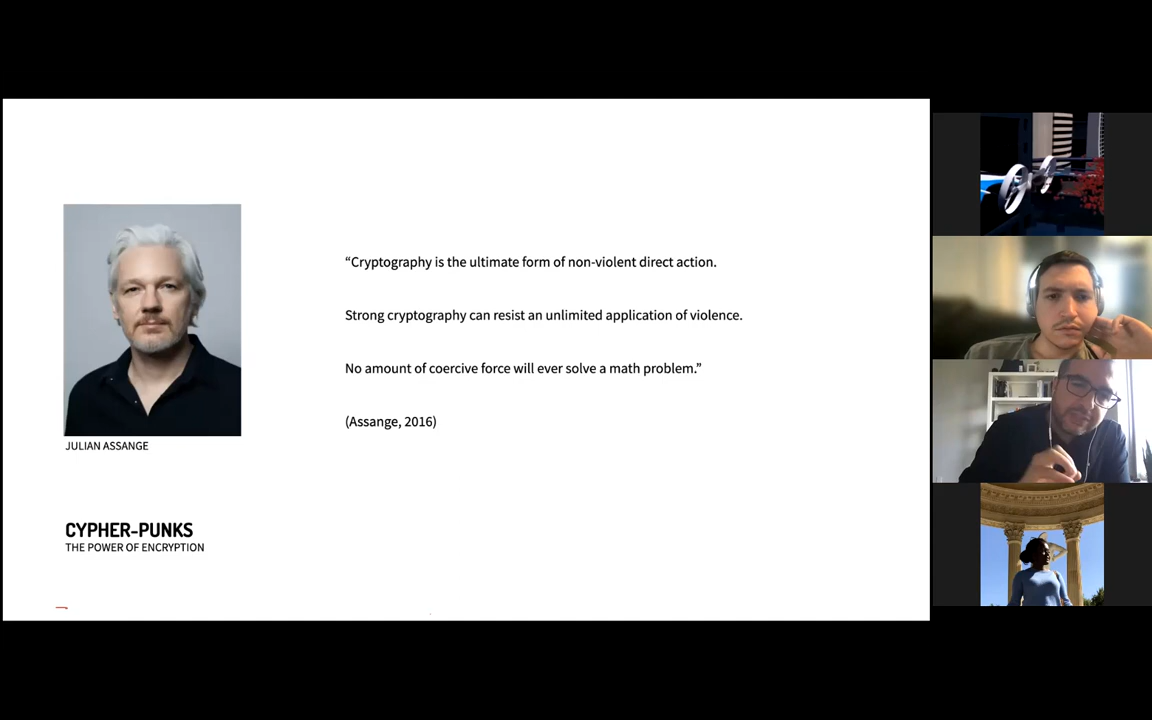 “Cryptography is the ultimate form of non-violent direct action.
Strong cryptography can resist an unlimited application of violence.
No amount of coercive force will ever solve a math problem.”
(Assange, 2016)
JULIAN ASSANGE
CYPHER-PUNKS
THE POWER OF ENCRYPTION